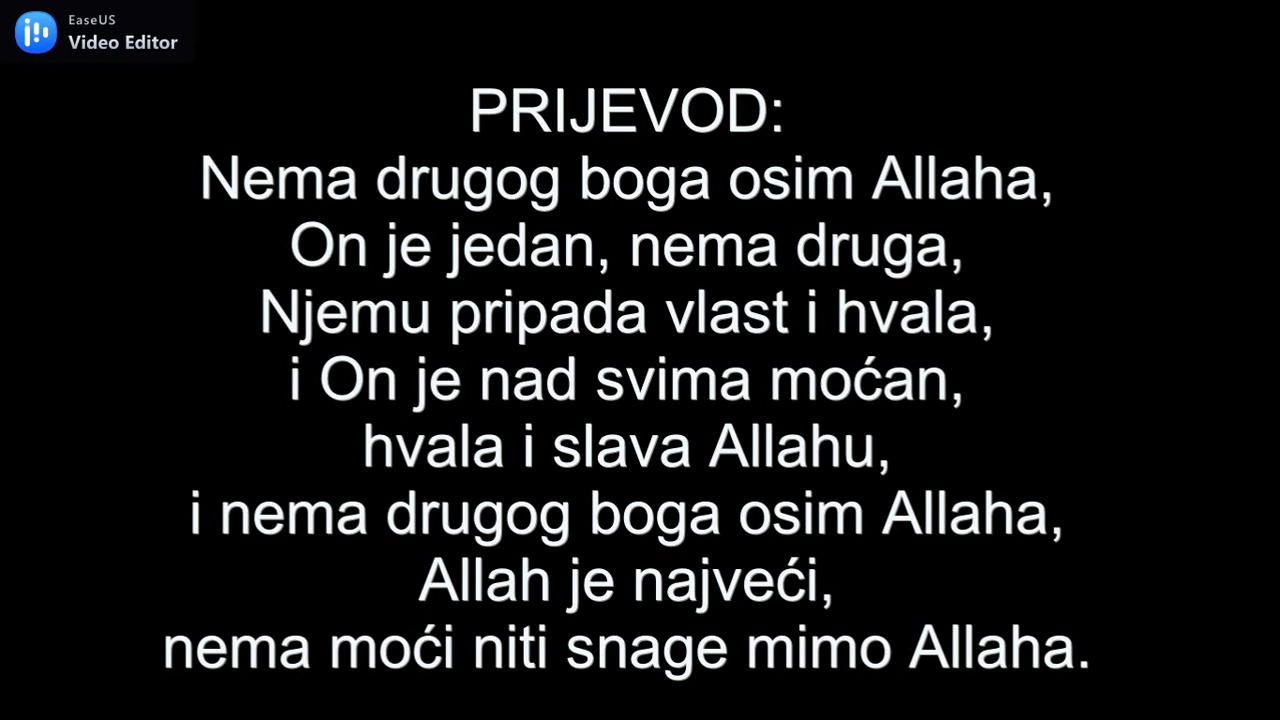 EaseUS
Video Editor
PRIJEVOD:
Nema drugog boga osim Allaha,
On je jedan, nema druga,
Njemu pripada vlast i hvala,
i On je nad svima moćan,
hvala i slava Allahu,
i nema drugog boga osim Allaha,
Allah je najveći,
nema moći niti snage mimo Allaha.